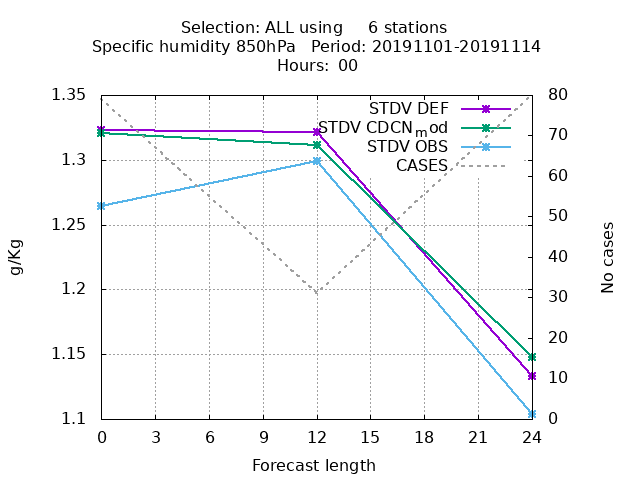 Selection: ALL using     6 stations
Specific humidity 850hPa   Period: 20191101-20191114
Hours:  00
STDV DEF
STDV CDCN_mod
STDV OBS
CASES
1.35
1.3
1.25
1.2
1.15
1.1
g/Kg
80
70
60
50
40
30
20
10
0
No cases
0 3 6 9 12 15 18 21 24
Forecast length